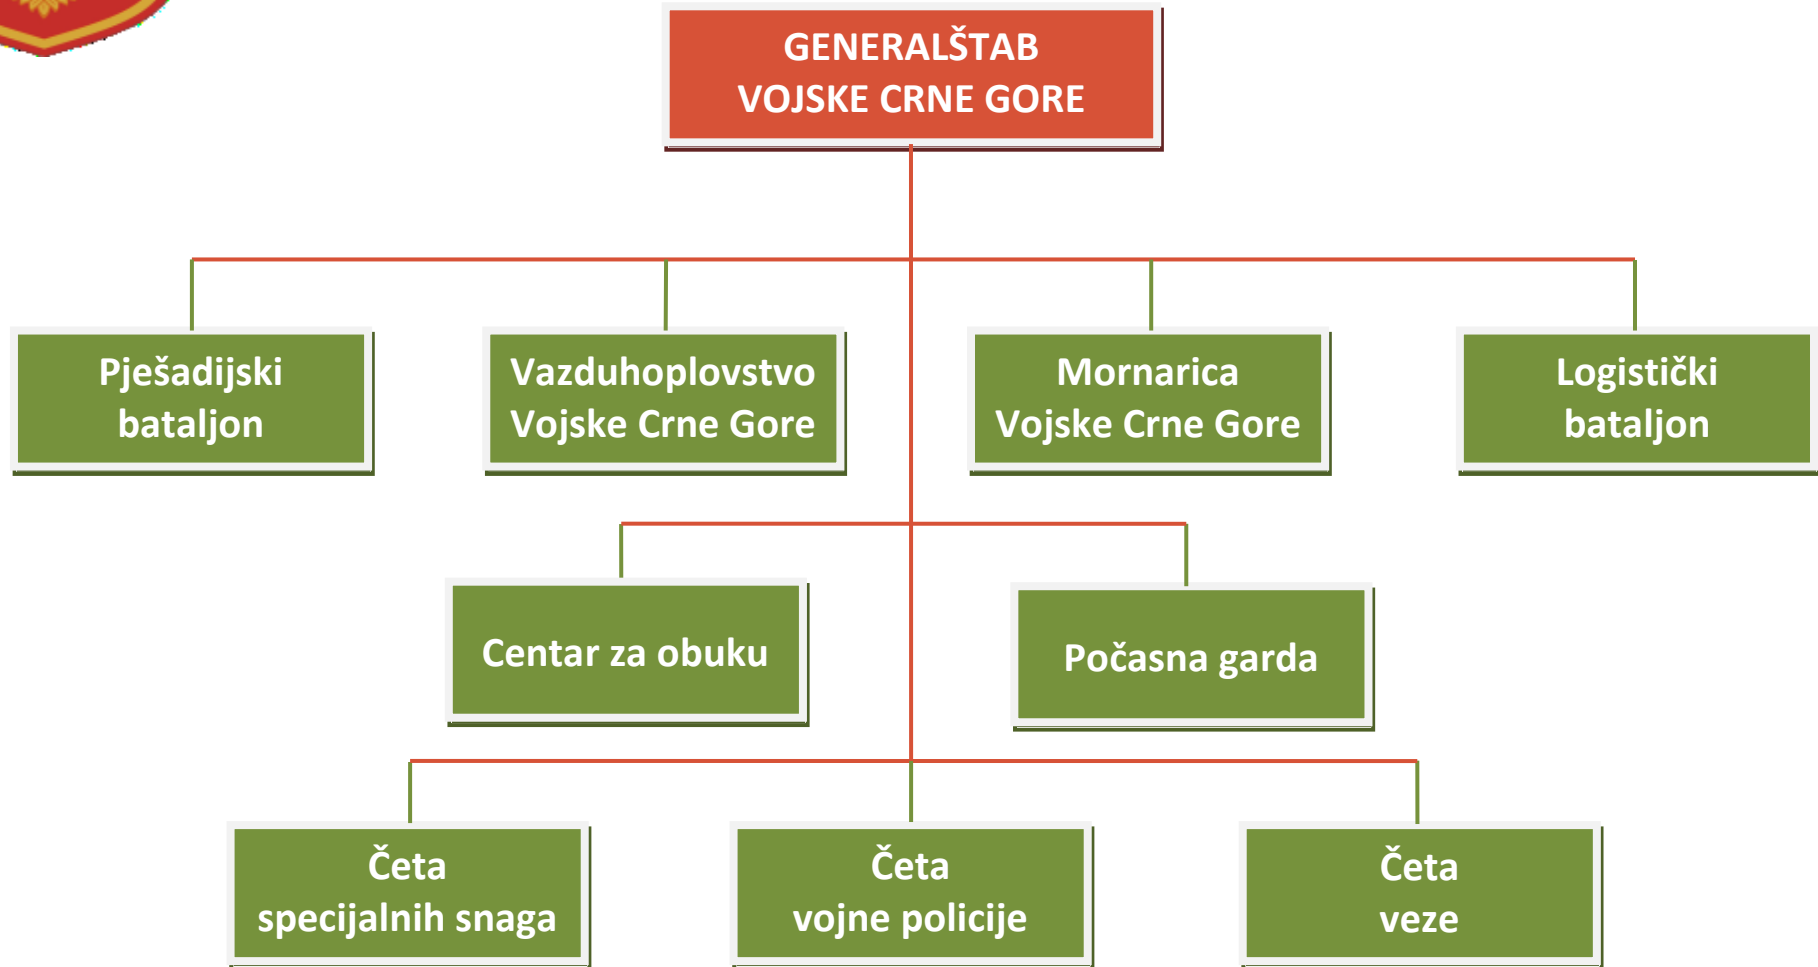 GENERALŠTAB
VOJSKE CRNE GORE
Pješadijski
bataljon
Vazduhoplovstvo
Vojske Crne Gore
Mornarica
Vojske Crne Gore
Logistički
bataljon
Centar za obuku
Počasna garda
Četa
specijalnih snaga
Četa
vojne policije
Četa
veze